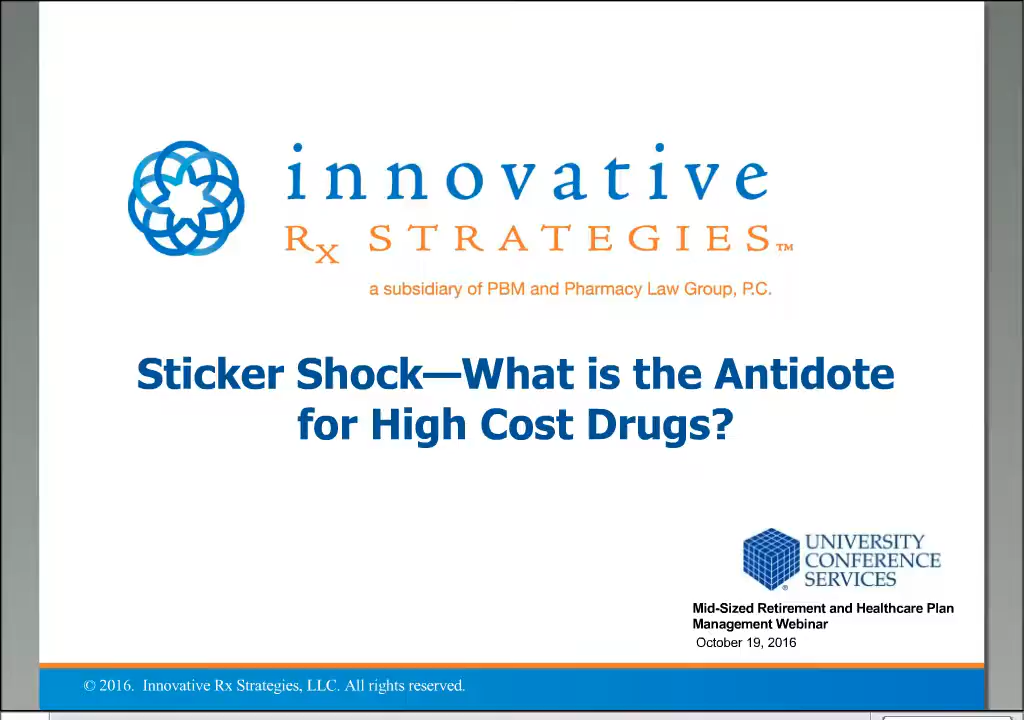 innovative
Rx STRATEGIES™
a subsidiary of PBM and Pharmacy Law Group, P.C.
Sticker Shock—What is the Antidote
for High Cost Drugs?
UNIVERSITY
CONFERENCE
SERVICES®
Mid-Sized Retirement and Healthcare Plan
Management Webinar
October 19, 2016
© 2016. Innovative Rx Strategies, LLC. All rights reserved.